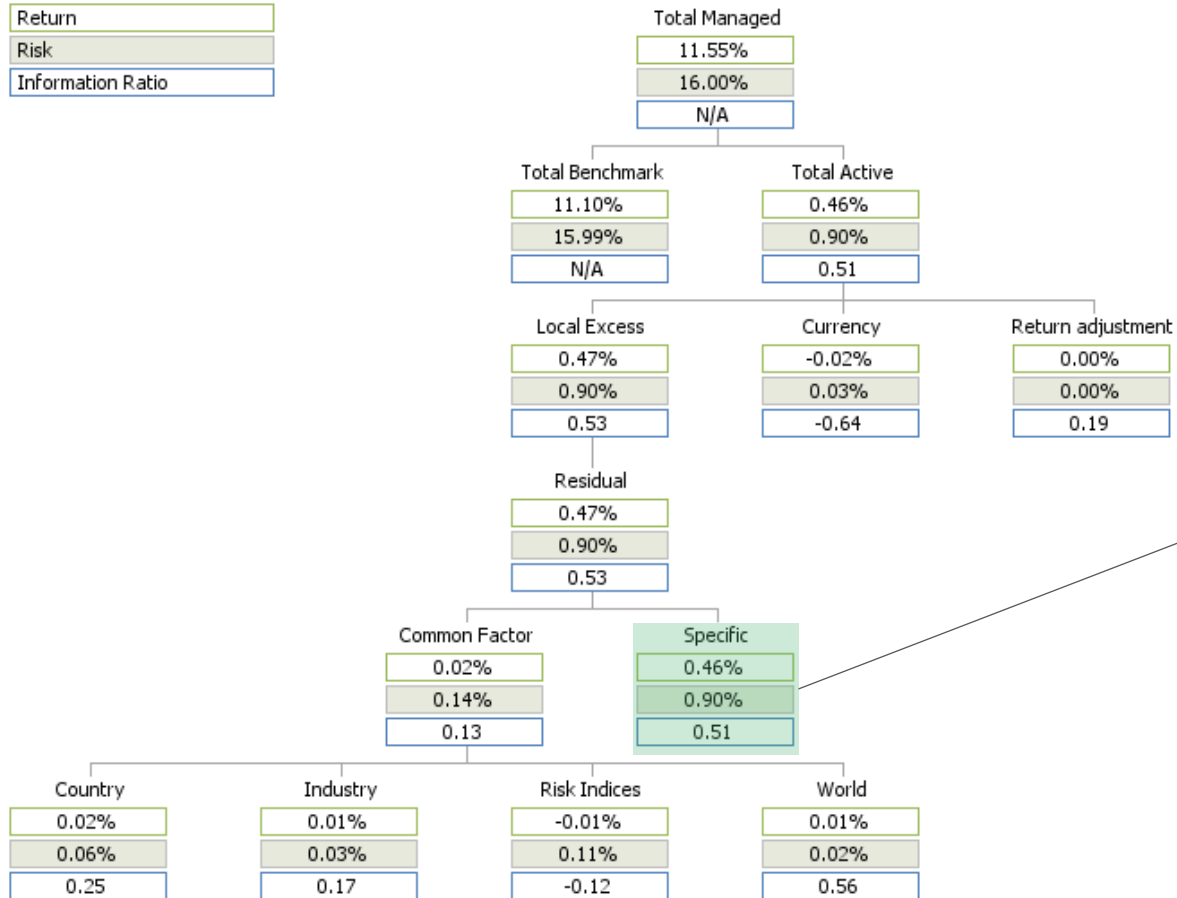 Return
Risk
Information Ratio
Total Managed
11.55%
16.00%
N/A
Total Benchmark
11.10%
15.99%
N/A
Total Active
0.46%
0.90%
0.51
Local Excess
0.47%
0.90%
0.53
Currency
-0.02%
0.03%
-0.64
Return adjustment
0.00%
0.00%
0.19
Residual
0.47%
0.90%
0.53
Common Factor
0.02%
0.14%
0.13
Specific
0.46%
0.90%
0.51
Country
0.02%
0.06%
0.25
Industry
0.01%
0.03%
0.17
Risk Indices
-0.01%
0.11%
-0.12
World
0.01%
0.02%
0.56